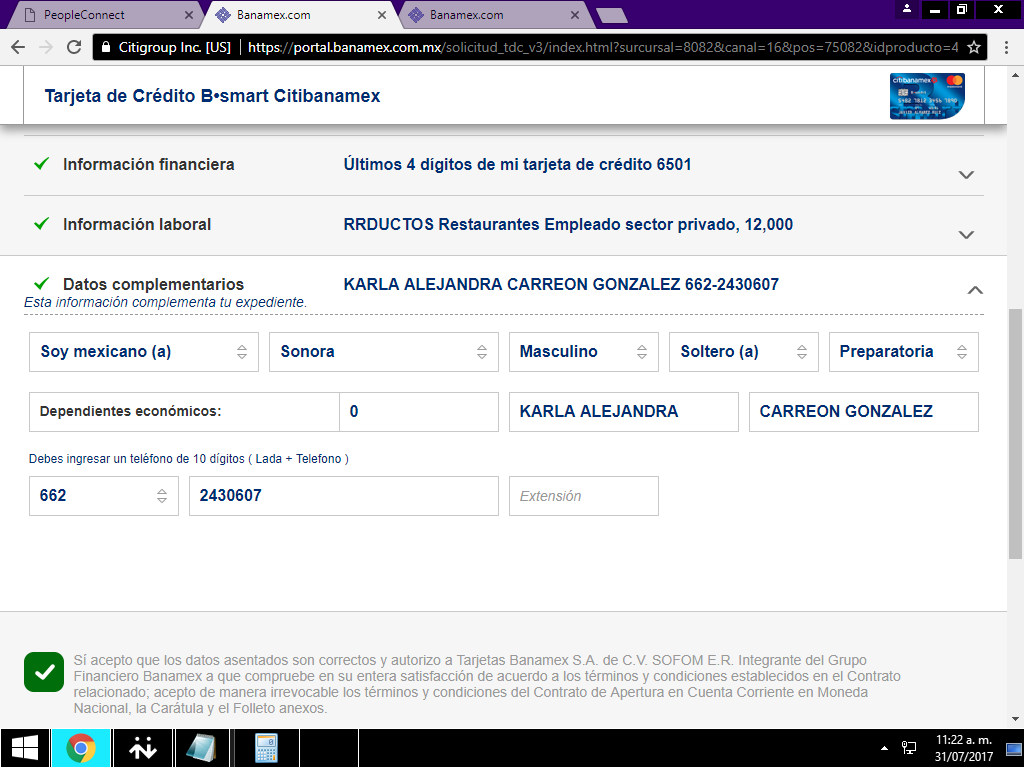 PeopleConnect
Banamex.com
Banamex.com
Citigroup Inc. [US] https://portal.banamex.com.mx/solicitud_tdc_v3/index.html?surcursal=8082&canal=16&pos=75082&idproducto=4
Tarjeta de Crédito B•smart Citibanamex
citibanamex
Información financiera Últimos 4 dígitos de mi tarjeta de crédito 6501
Información laboral RRDUCTOS Restaurantes Empleado sector privado, 12,000
Datos complementarios KARLA ALEJANDRA CARREON GONZALEZ 662-2430607
Esta información complementa tu expediente.
Soy mexicano (a) Sonora Masculino Soltero (a) Preparatoria
Dependientes económicos: 0 KARLA ALEJANDRA CARREON GONZALEZ
Debes ingresar un teléfono de 10 dígitos ( Lada + Telefono )
662 2430607 Extensión
Sí acepto que los datos asentados son correctos y autorizo a Tarjetas Banamex S.A. de C.V. SOFOM E.R. Integrante del Grupo
Financiero Banamex a que compruebe en su entera satisfacción de acuerdo a los términos y condiciones establecidos en el Contrato
relacionado; acepto de manera irrevocable los términos y condiciones del Contrato de Apertura en Cuenta Corriente en Moneda
Nacional, la Carátula y el Folleto anexos.
11:22 a. m.
31/07/2017